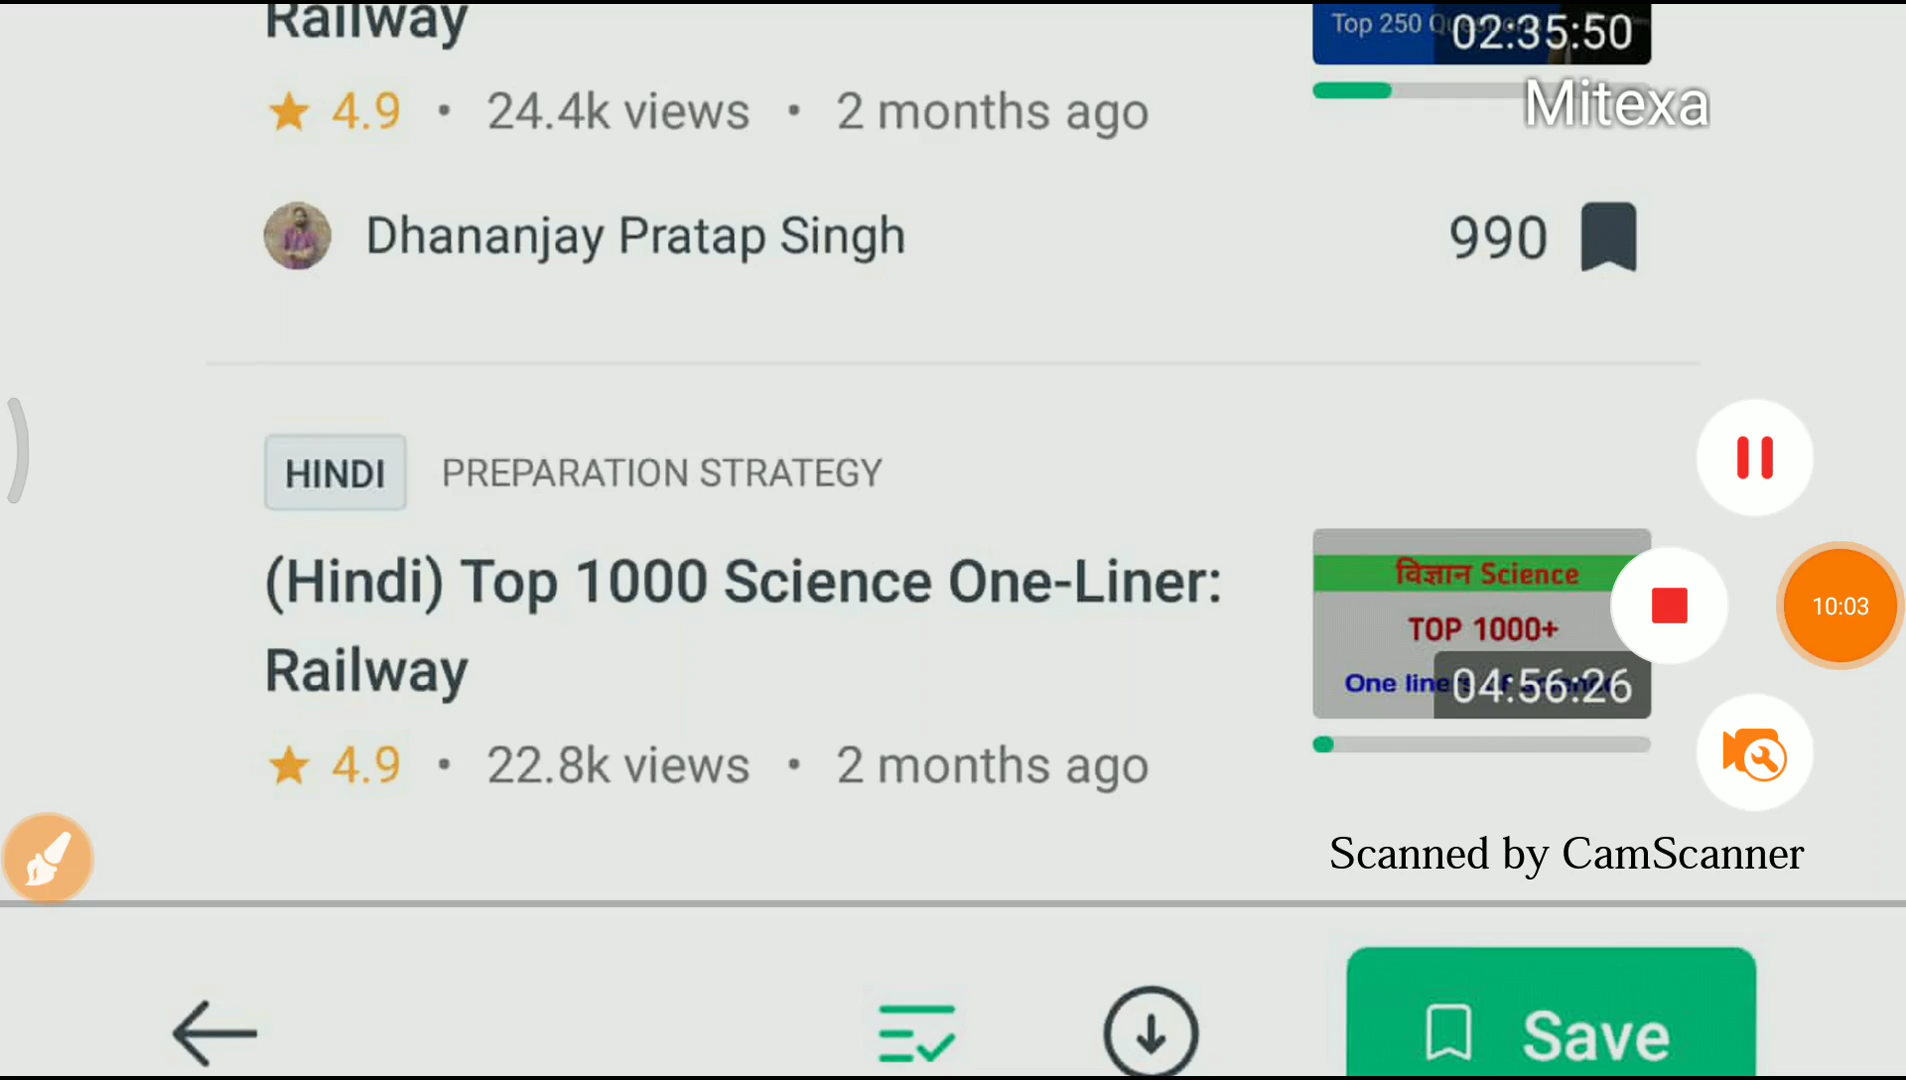 Railway
Top 250 Q
02:35:50
Mitexa
4.9 • 24.4k views • 2 months ago
Dhananjay Pratap Singh
990
HINDI
PREPARATION STRATEGY
(Hindi) Top 1000 Science One-Liner:
Railway
विज्ञान Science
TOP 1000+
One line
04:56:26
10:03
4.9 • 22.8k views • 2 months ago
Scanned by CamScanner
Save